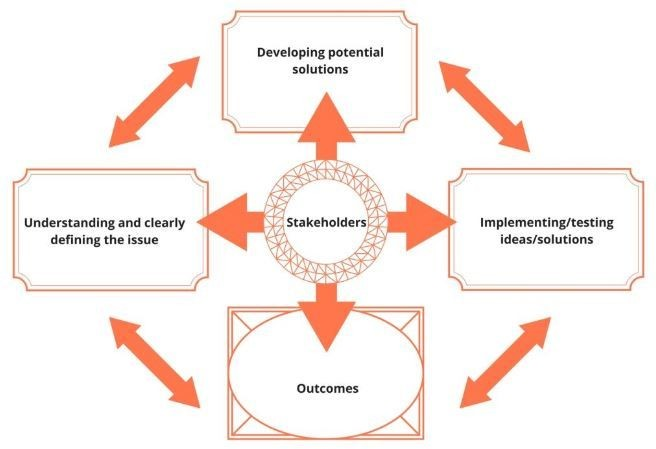 Developing potential
solutions
Understanding and clearly
defining the issue
Stakeholders
Implementing/testing
ideas/solutions
Outcomes